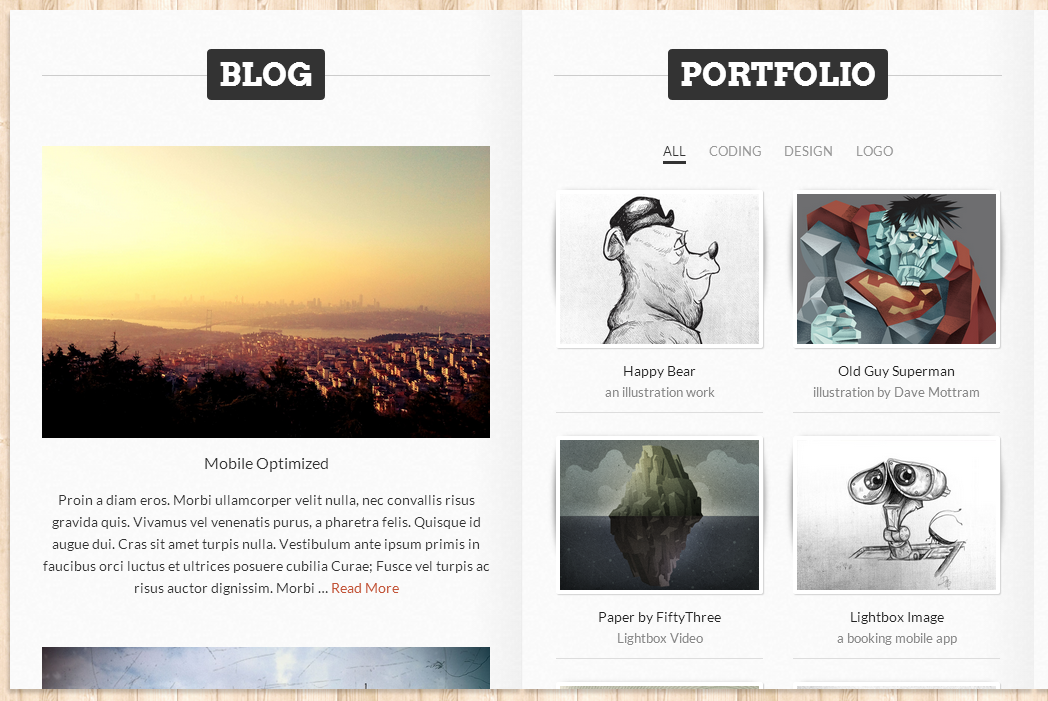 BLOG
Mobile Optimized
Proin a diam eros. Morbi ullamcorper velit nulla, nec convallis risus
gravida quis. Vivamus vel venenatis purus, a pharetra felis. Quisque id
augue dui. Cras sit amet turpis nulla. Vestibulum ante ipsum primis in
faucibus orci luctus et ultrices posuere cubilia Curae; Fusce vel turpis ac
risus auctor dignissim. Morbi ... Read More
PORTFOLIO
ALL CODING DESIGN LOGO
Happy Bear
an illustration work
Old Guy Superman
illustration by Dave Mottram
Paper by FiftyThree
Lightbox Video
Lightbox Image
a booking mobile app